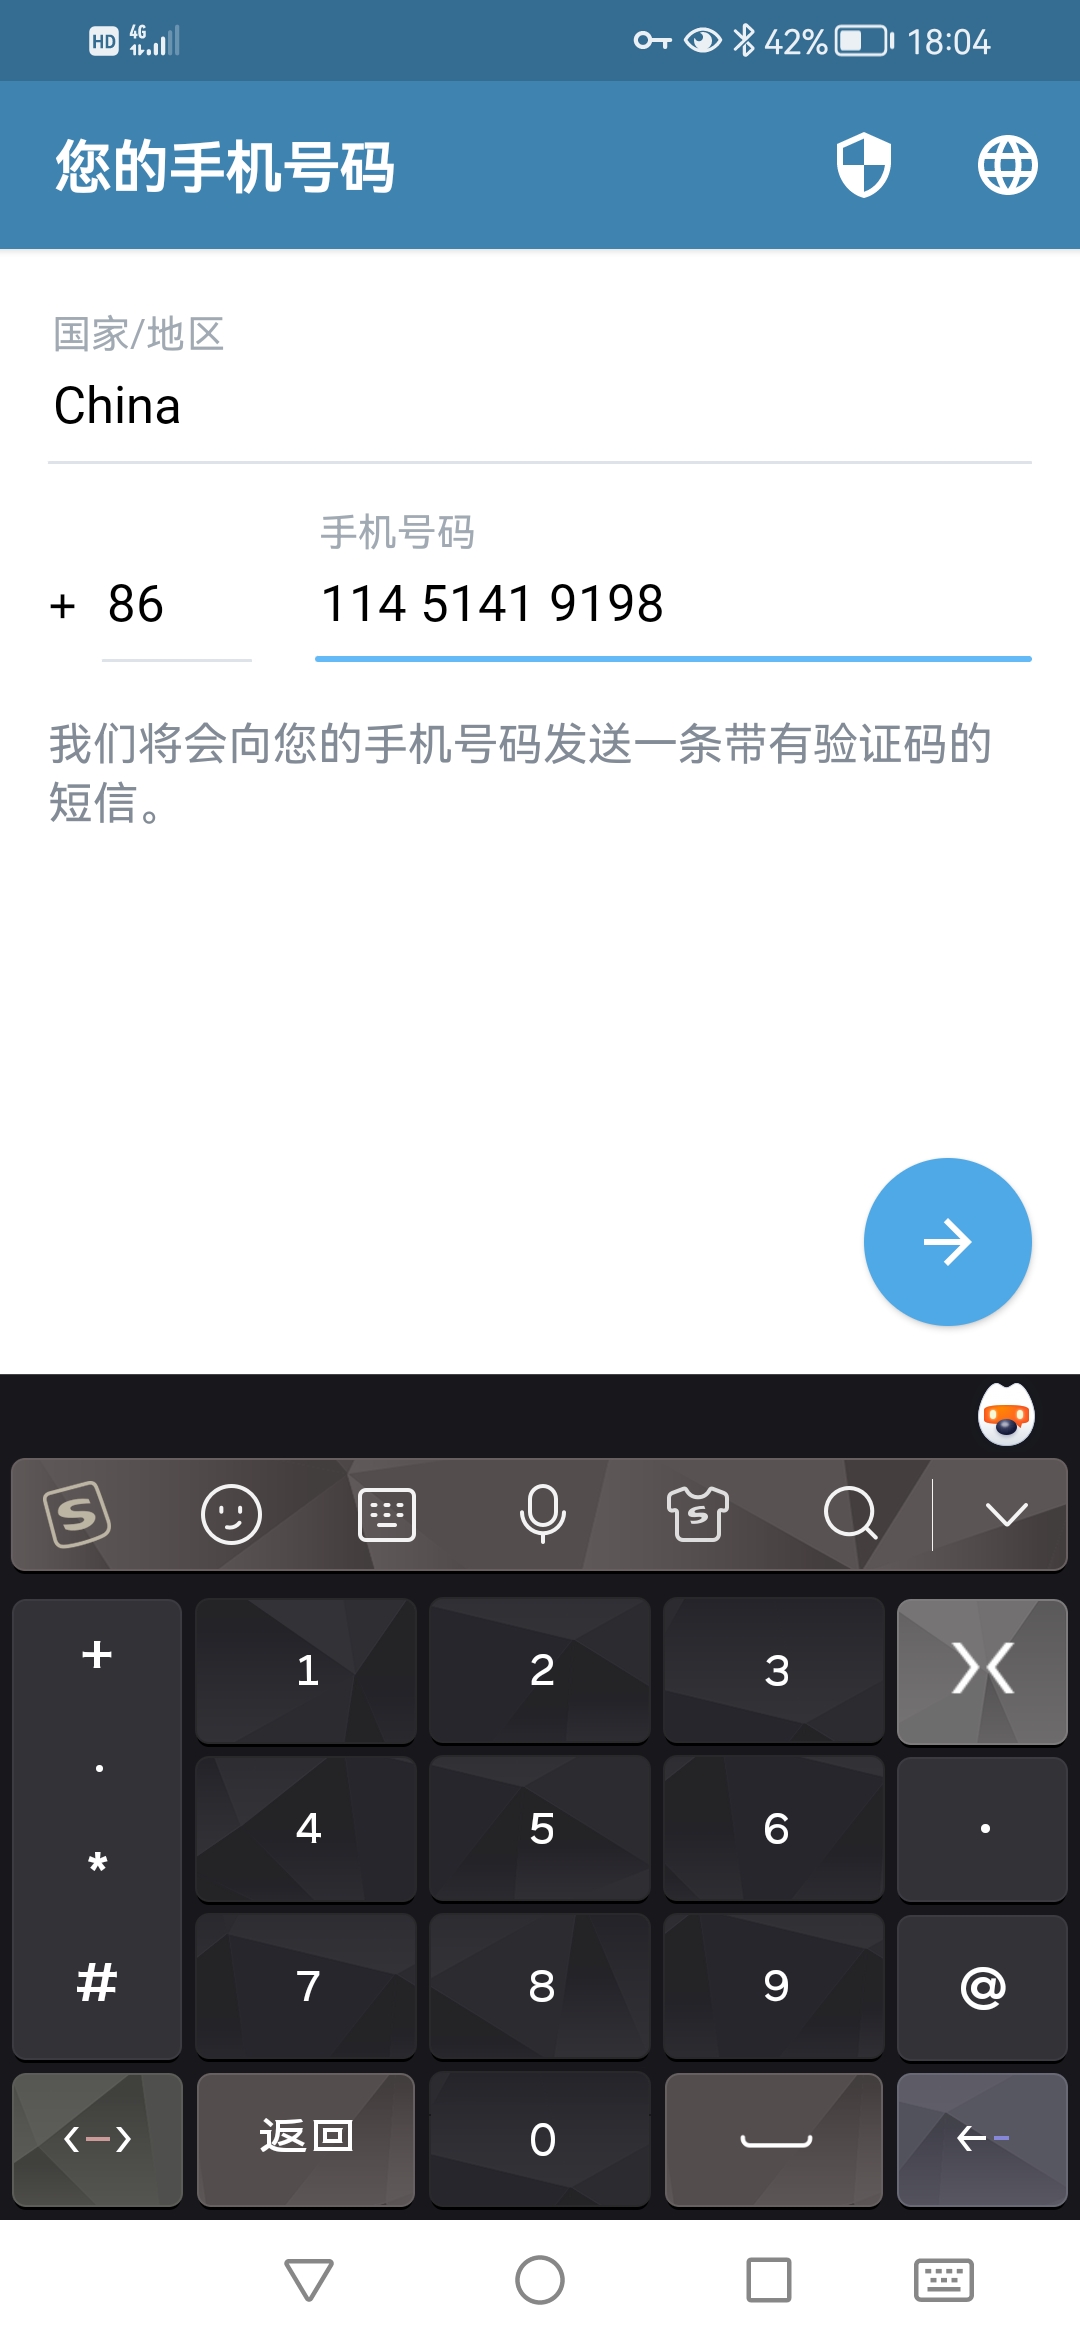 HD 4G 42% 18:04
您的手机号码
国家/地区
China
手机号码
+ 86 114 5141 9198
我们将会向您的手机号码发送一条带有验证码的
短信。
S S
+ 1 2 3
. 4 5 6 .
*
# 7 8 9 @
返回 0